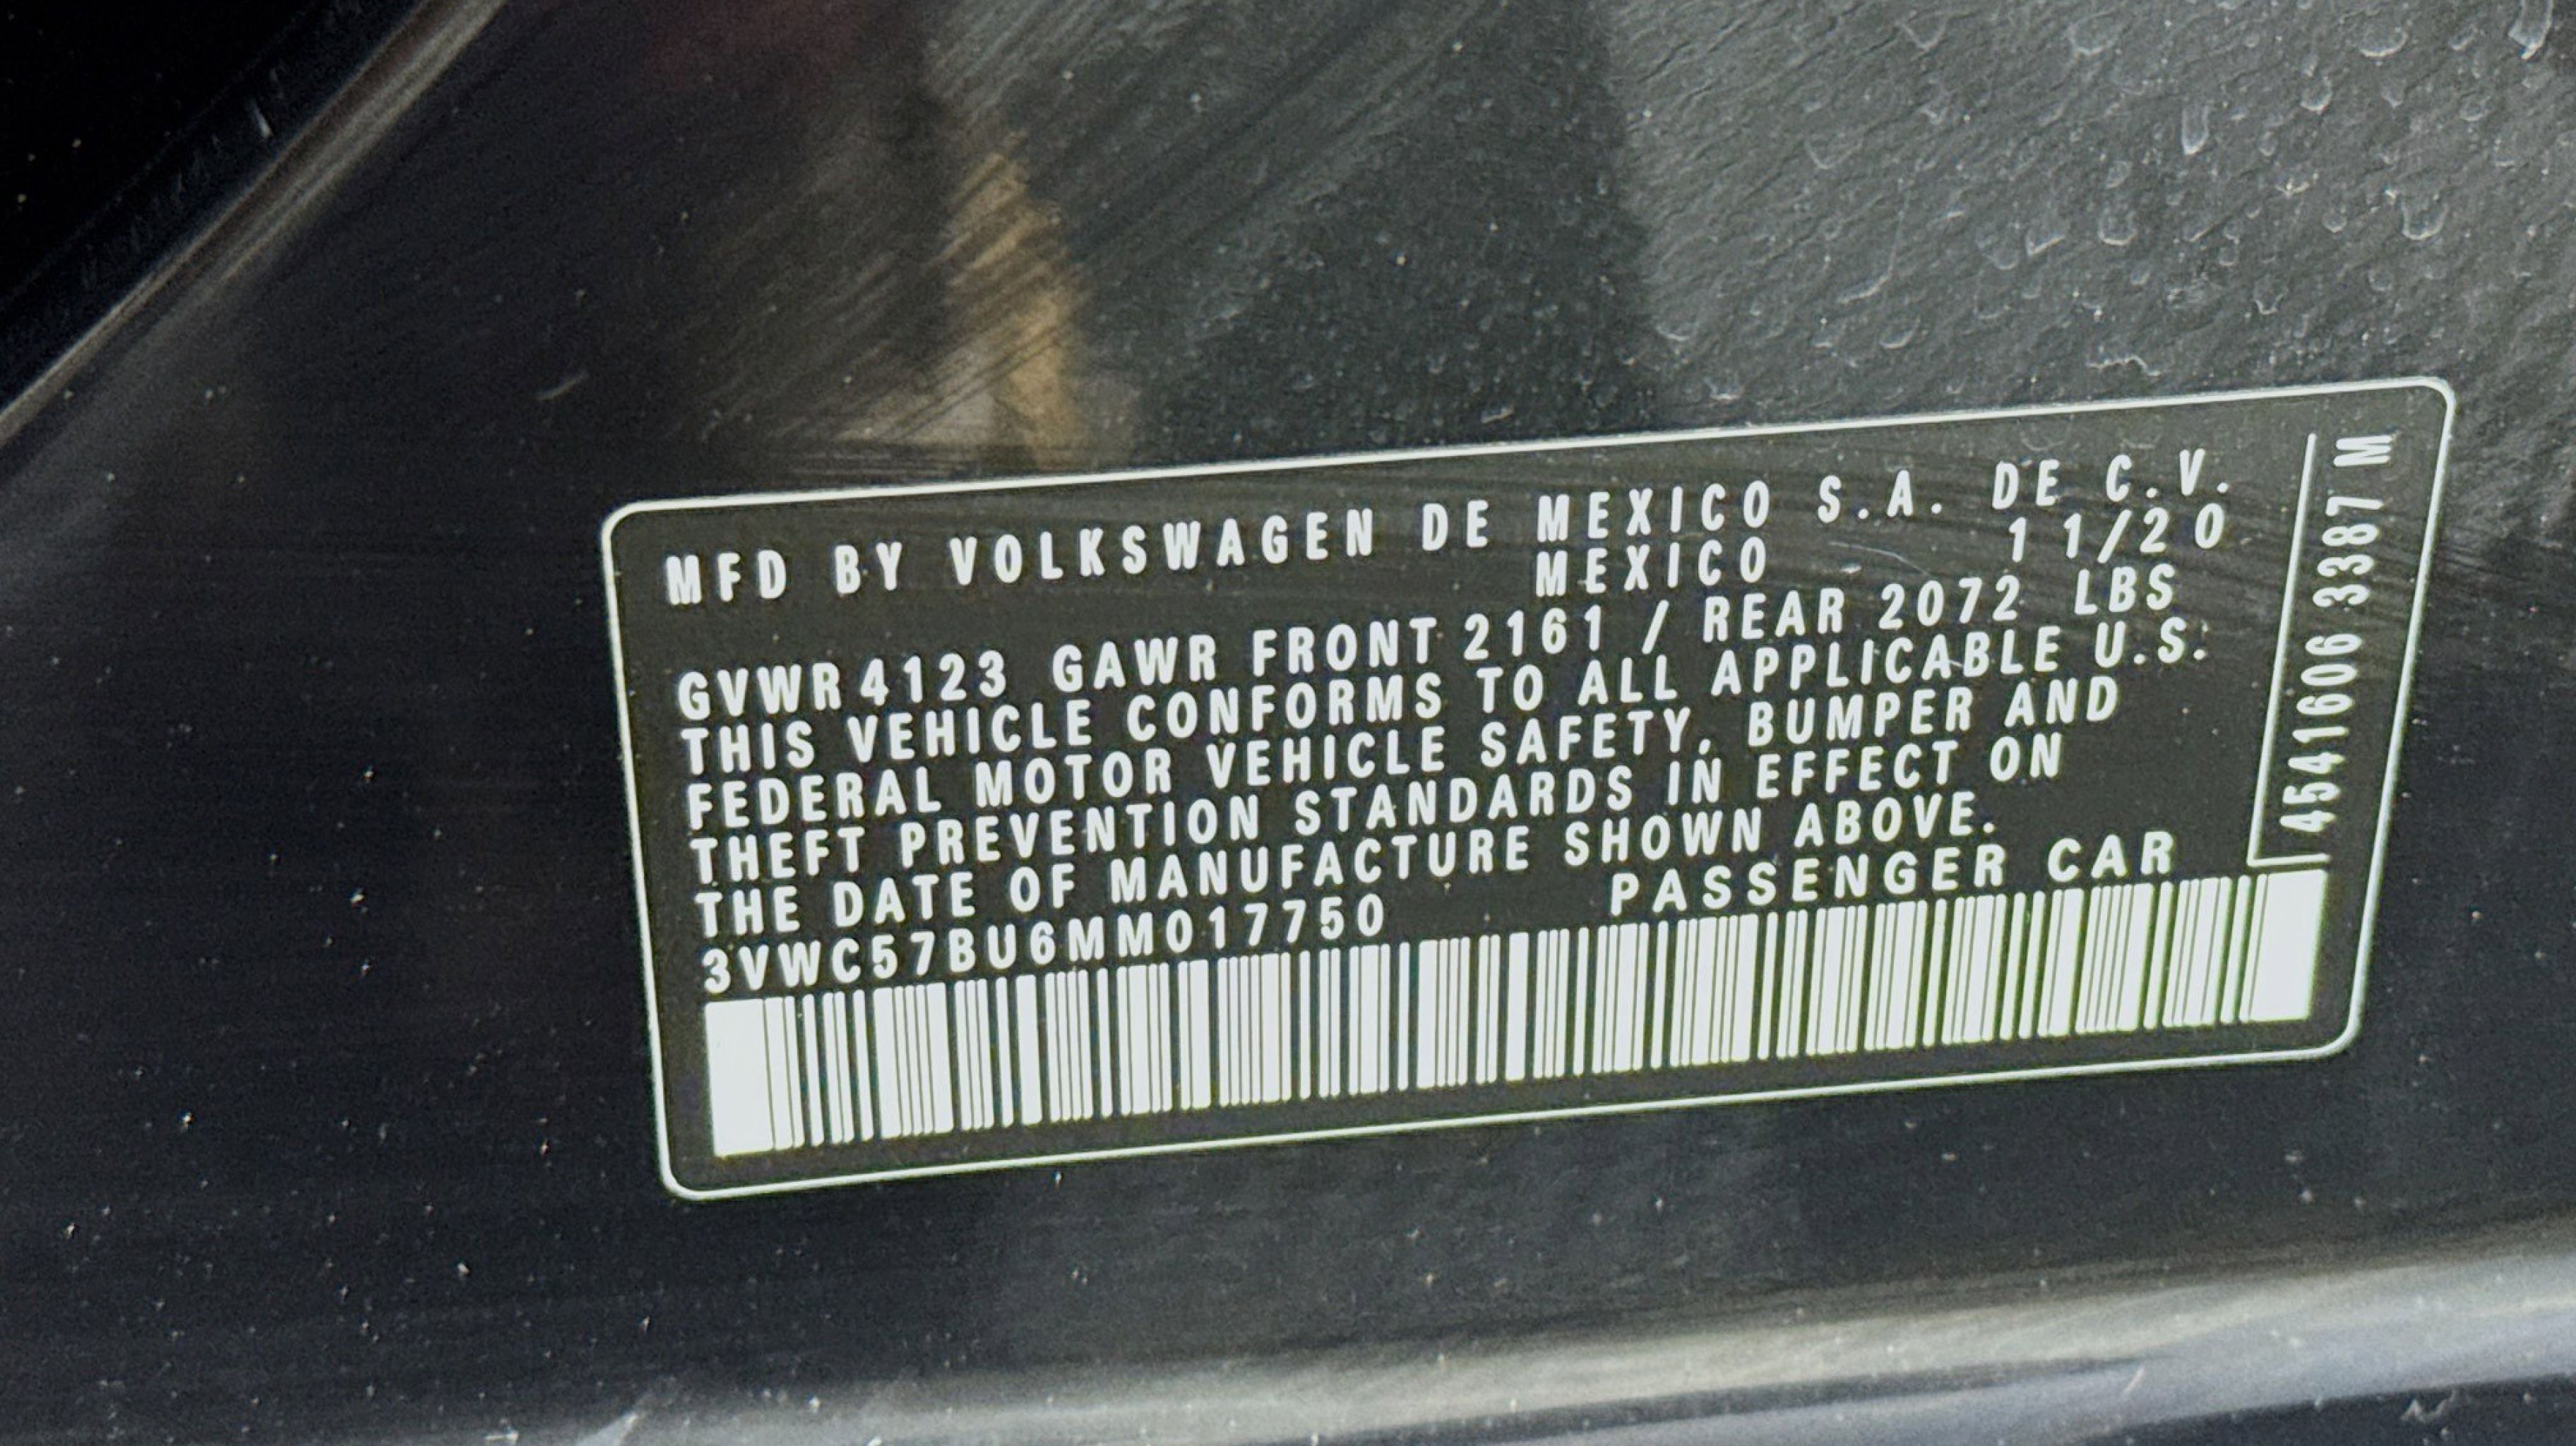 MFD BY VOLKSWAGEN DE MEXICO S.A. DE C.V.
MEXICO 11/20
GVWR 4123 GAWR FRONT 2161 / REAR 2072 LBS
THIS VEHICLE CONFORMS TO ALL APPLICABLE U.S.
FEDERAL MOTOR VEHICLE SAFETY, BUMPER AND
THEFT PREVENTION STANDARDS IN EFFECT ON
THE DATE OF MANUFACTURE SHOWN ABOVE.
3VWC57BU6MM017750 PASSENGER CAR
4541606 3387 M